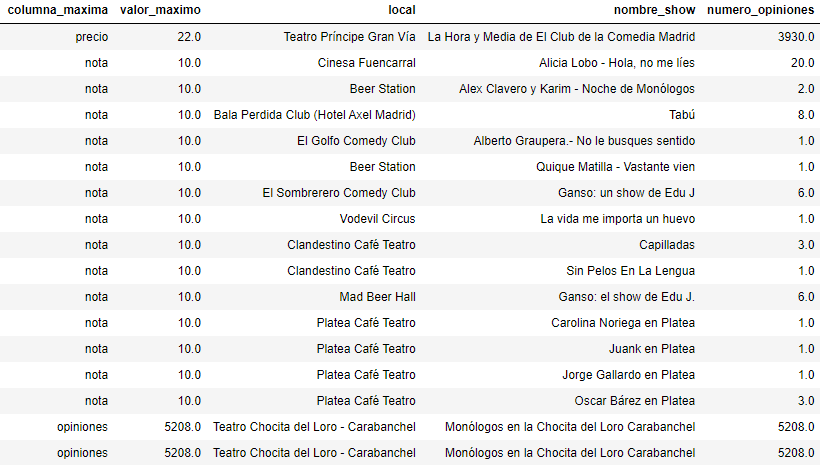 columna_maxima valor_maximo local nombre_show numero_opiniones
precio 22.0 Teatro Príncipe Gran Vía La Hora y Media de El Club de la Comedia Madrid 3930.0
nota 10.0 Cinesa Fuencarral Alicia Lobo - Hola, no me líes 20.0
nota 10.0 Beer Station Alex Clavero y Karim - Noche de Monólogos 2.0
nota 10.0 Bala Perdida Club (Hotel Axel Madrid) Tabú 8.0
nota 10.0 El Golfo Comedy Club Alberto Graupera.- No le busques sentido 1.0
nota 10.0 Beer Station Quique Matilla - Vastante vien 1.0
nota 10.0 El Sombrerero Comedy Club Ganso: un show de Edu J 6.0
nota 10.0 Vodevil Circus La vida me importa un huevo 1.0
nota 10.0 Clandestino Café Teatro Capilladas 3.0
nota 10.0 Clandestino Café Teatro Sin Pelos En La Lengua 1.0
nota 10.0 Mad Beer Hall Ganso: el show de Edu J. 6.0
nota 10.0 Platea Café Teatro Carolina Noriega en Platea 1.0
nota 10.0 Platea Café Teatro Juank en Platea 1.0
nota 10.0 Platea Café Teatro Jorge Gallardo en Platea 1.0
nota 10.0 Platea Café Teatro Oscar Bárez en Platea 3.0
opiniones 5208.0 Teatro Chocita del Loro - Carabanchel Monólogos en la Chocita del Loro Carabanchel 5208.0
opiniones 5208.0 Teatro Chocita del Loro - Carabanchel Monólogos en la Chocita del Loro Carabanchel 5208.0